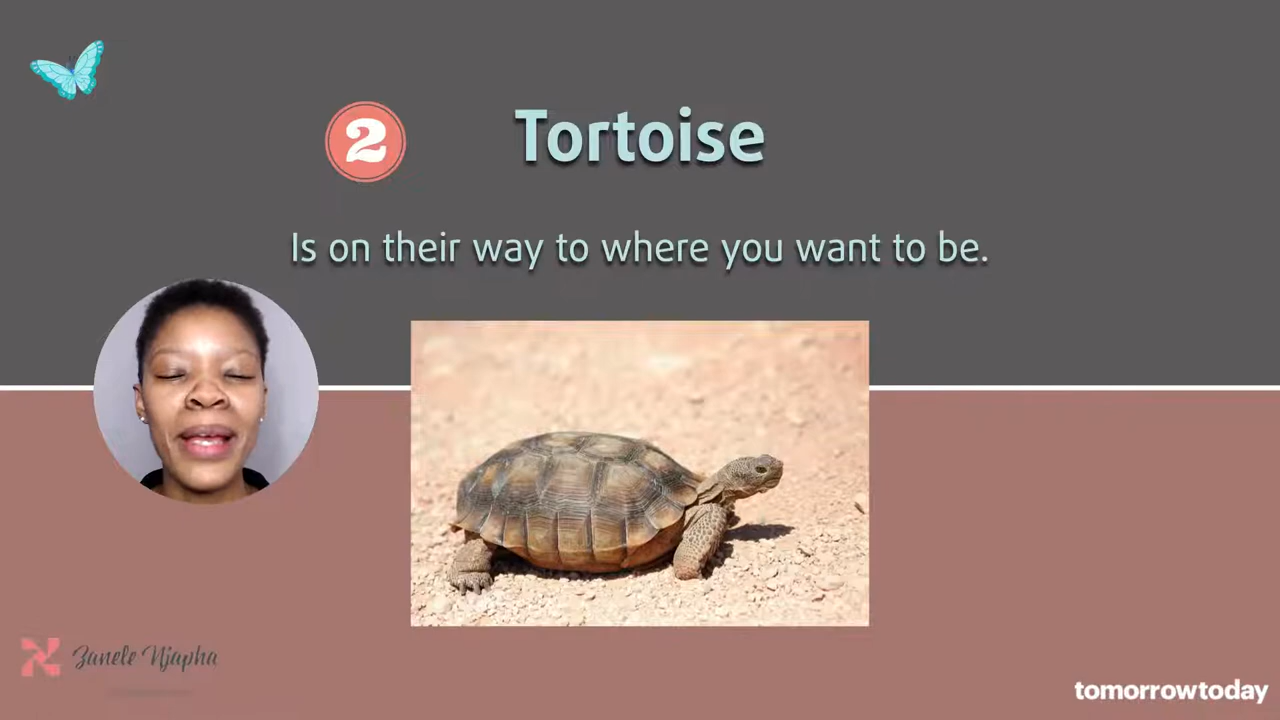 2
Tortoise
Is on their way to where you want to be.
Zanele Njapha
tomorrowtoday